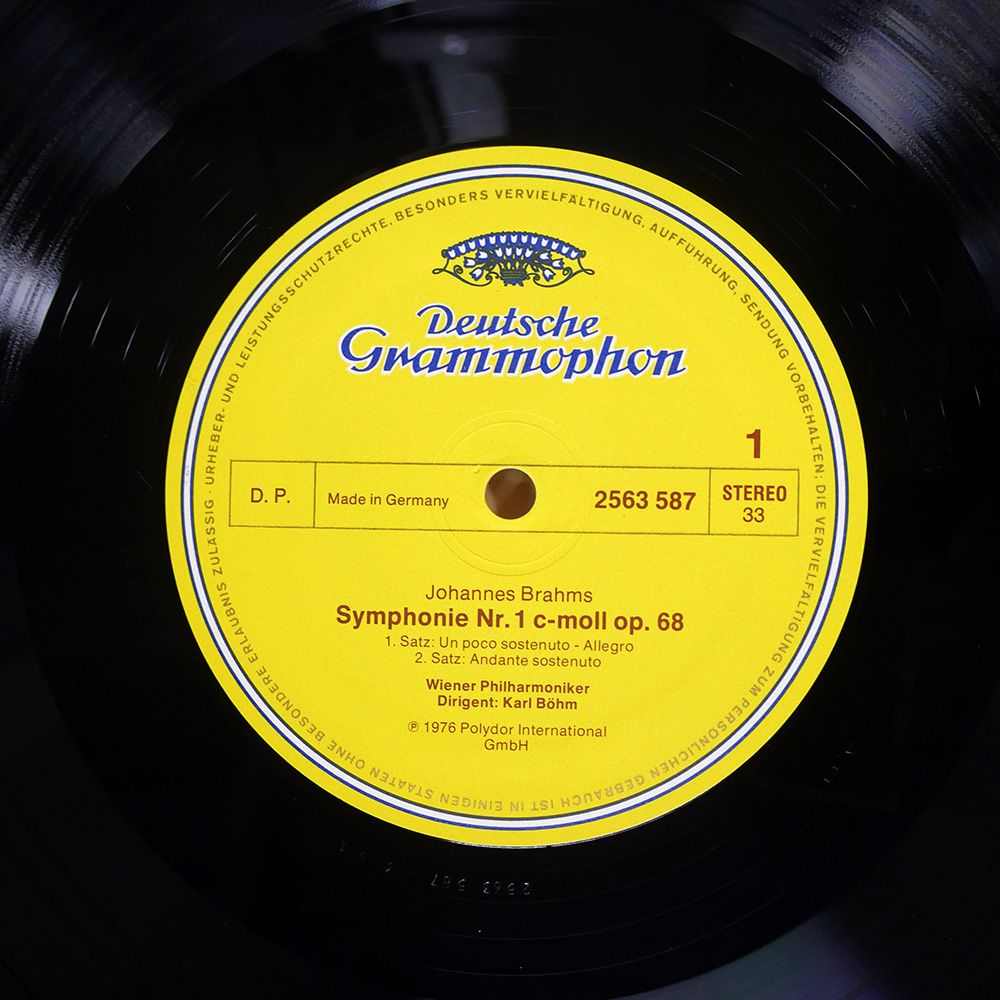 URHEBER- UND LEISTUNGSSCHUTZRECHTE, BESONDERS VERVIELFÄLTIGUNG, AUFFÜHRUNG, SENDUNG VORBEHALTEN; DIE VERVIELFÄLTIGUNG ZUM PERSÖNLICHEN GEBRAUCH IST IN EINIGEN STAATEN OHNE BESONDERE ERLAUBNIS ZULÄSSIG ·
Deutsche
Grammophon
1
D. P.
Made in Germany
2563 587
STEREO
33
Johannes Brahms
Symphonie Nr. 1 c-moll op. 68
1. Satz: Un poco sostenuto - Allegro
2. Satz: Andante sostenuto
Wiener Philharmoniker
Dirigent: Karl Böhm
℗ 1976 Polydor International
GmbH
2563 587